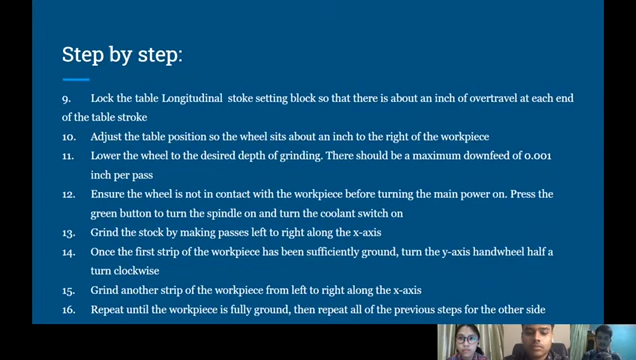 Step by step:
9. Lock the table Longitudinal stoke setting block so that there is about an inch of overtravel at each end
of the table stroke
10. Adjust the table position so the wheel sits about an inch to the right of the workpiece
11. Lower the wheel to the desired depth of grinding. There should be a maximum downfeed of 0.001
inch per pass
12. Ensure the wheel is not in contact with the workpiece before turning the main power on. Press the
green button to turn the spindle on and turn the coolant switch on
13. Grind the stock by making passes left to right along the x-axis
14. Once the first strip of the workpiece has been sufficiently ground, turn the y-axis handwheel half a
turn clockwise
15. Grind another strip of the workpiece from left to right along the x-axis
16. Repeat until the workpiece is fully ground, then repeat all of the previous steps for the other side